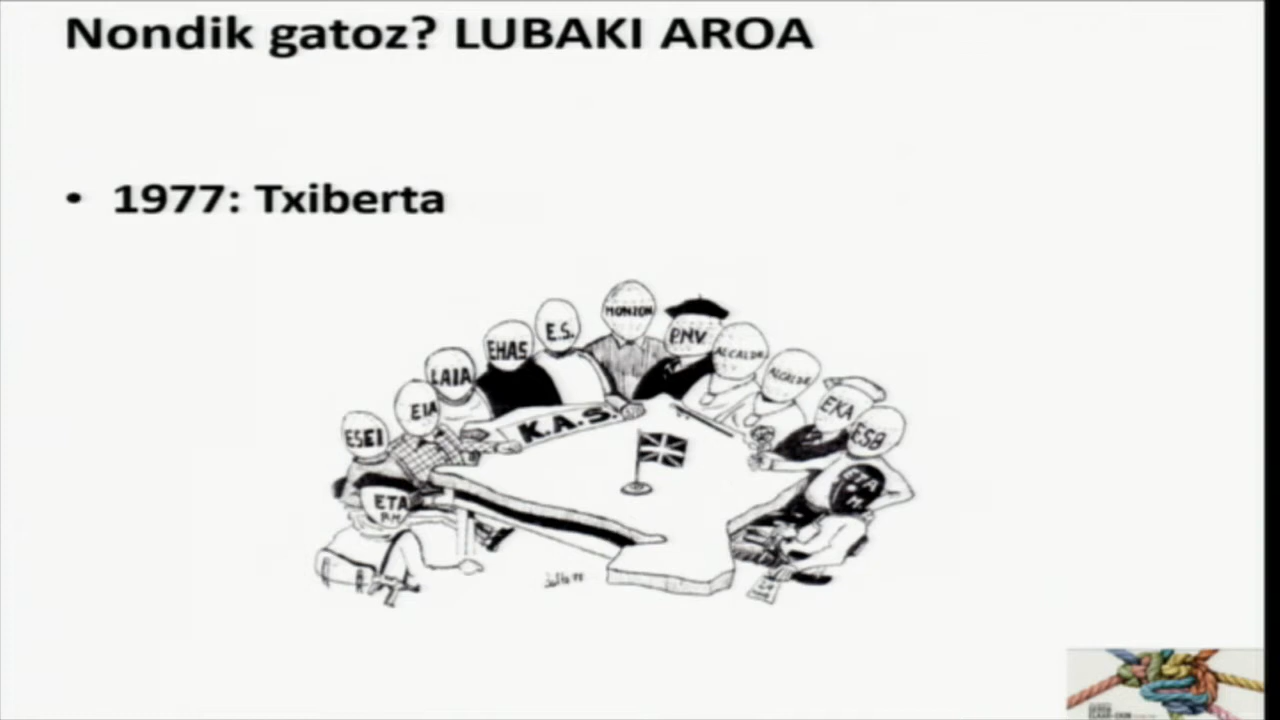 Nondik gatoz? LUBAKI AROA
• 1977: Txiberta
MONZON
PNV
E.S.
EHAS
ALCALDE
LAIA
ALCALDE
EIA
EKA
K.A.S.
ESEI
ESB
ETA
M.
ETA
P.M.